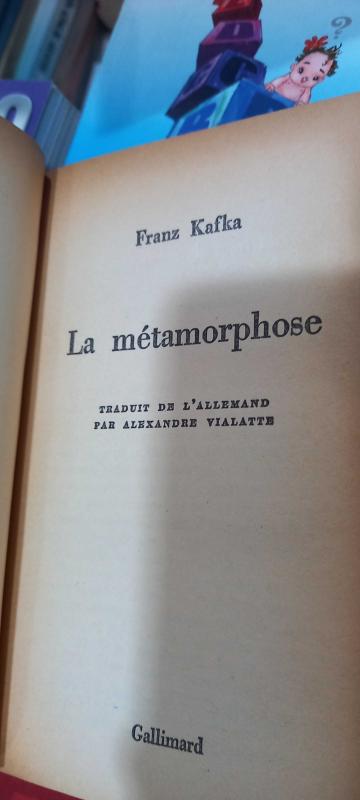 Franz Kafka
La métamorphose
TRADUIT DE L'ALLEMAND
PAR ALEXANDRE VIALATTE
Gallimard